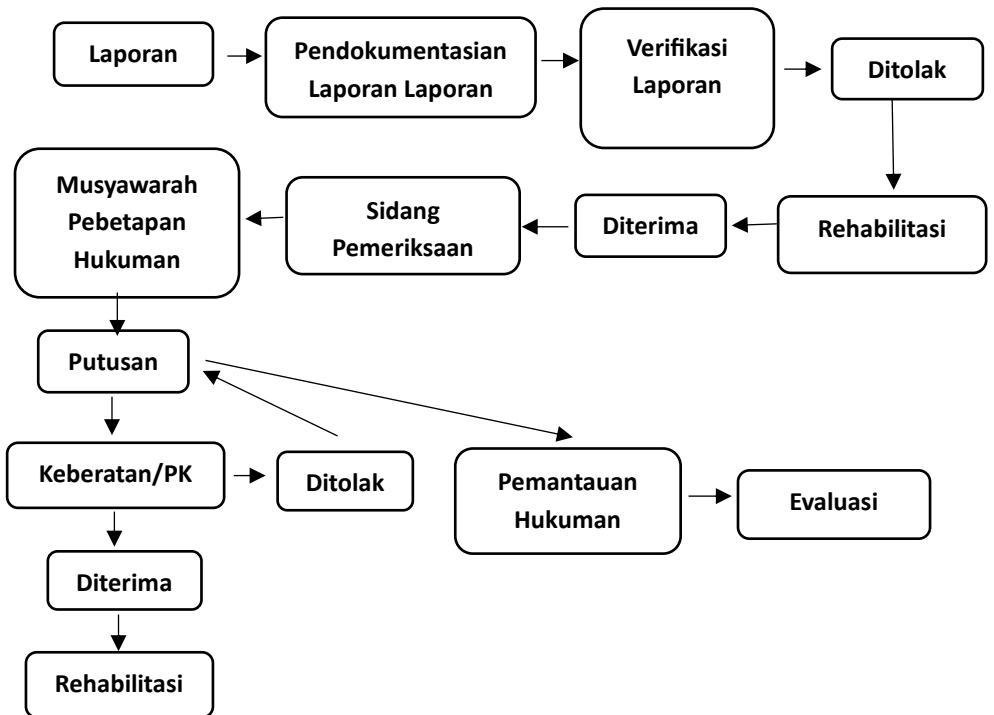 Laporan
Pendokumentasian
Laporan Laporan
Verifikasi
Laporan
Ditolak
Musyawarah
Pebetapan
Hukuman
Sidang
Pemeriksaan
Diterima
Rehabilitasi
Putusan
Keberatan/PK
Ditolak
Pemantauan
Hukuman
Evaluasi
Diterima
Rehabilitasi